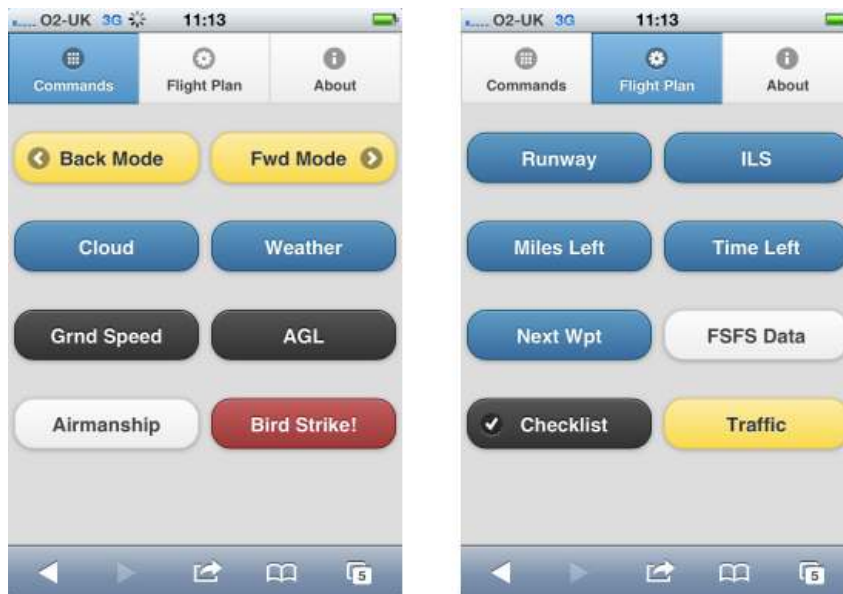 O2-UK 3G 11:13
Commands Flight Plan About
Back Mode Fwd Mode
Cloud Weather
Grnd Speed AGL
Airmanship Bird Strike!
5
O2-UK 3G 11:13
Commands Flight Plan About
Runway ILS
Miles Left Time Left
Next Wpt FSFS Data
Checklist Traffic
5